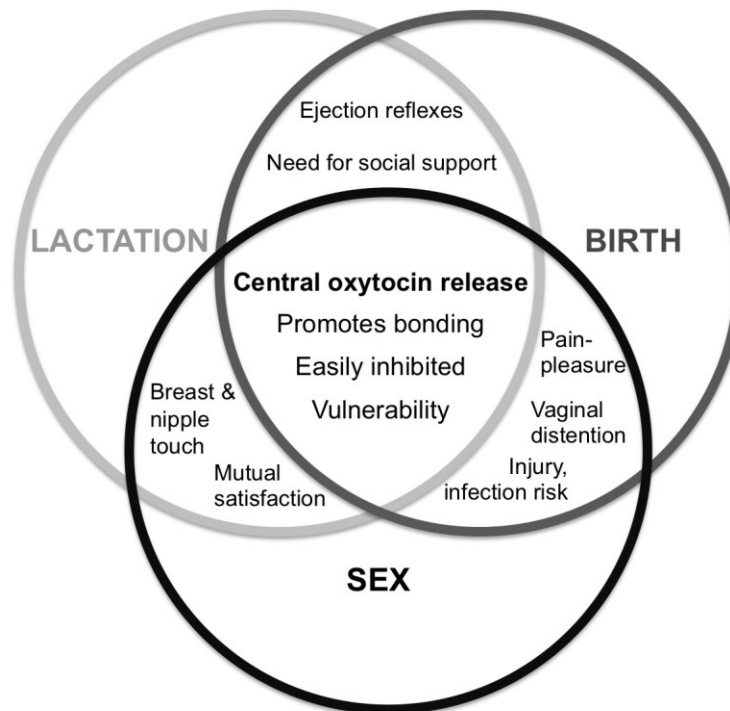 Ejection reflexes
Need for social support
LACTATION
BIRTH
Central oxytocin release
Promotes bonding
Easily inhibited
Vulnerability
Pain-
pleasure
Breast &
nipple
touch
Vaginal
distention
Mutual
satisfaction
Injury,
infection risk
SEX